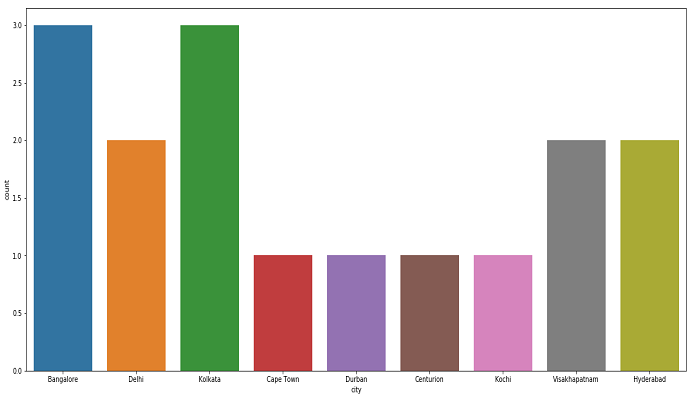 3.0
2.5
2.0
1.5
1.0
0.5
0.0
count
Bangalore Delhi Kolkata Cape Town Durban Centurion Kochi Visakhapatnam Hyderabad
city